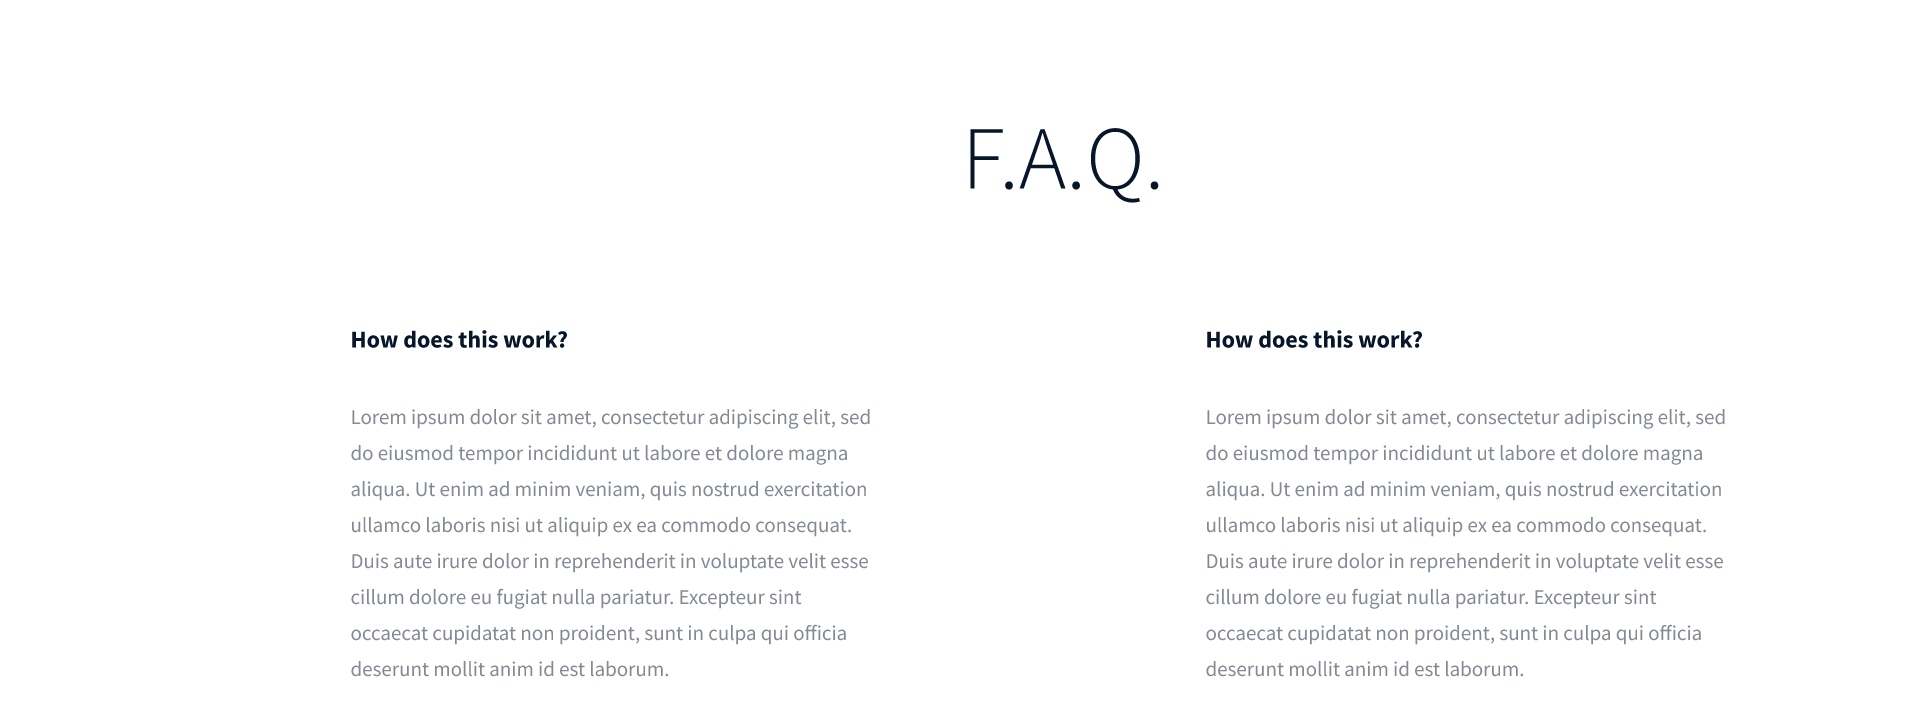 F.A.Q.
How does this work?
Lorem ipsum dolor sit amet, consectetur adipiscing elit, sed
do eiusmod tempor incididunt ut labore et dolore magna
aliqua. Ut enim ad minim veniam, quis nostrud exercitation
ullamco laboris nisi ut aliquip ex ea commodo consequat.
Duis aute irure dolor in reprehenderit in voluptate velit esse
cillum dolore eu fugiat nulla pariatur. Excepteur sint
occaecat cupidatat non proident, sunt in culpa qui officia
deserunt mollit anim id est laborum.
How does this work?
Lorem ipsum dolor sit amet, consectetur adipiscing elit, sed
do eiusmod tempor incididunt ut labore et dolore magna
aliqua. Ut enim ad minim veniam, quis nostrud exercitation
ullamco laboris nisi ut aliquip ex ea commodo consequat.
Duis aute irure dolor in reprehenderit in voluptate velit esse
cillum dolore eu fugiat nulla pariatur. Excepteur sint
occaecat cupidatat non proident, sunt in culpa qui officia
deserunt mollit anim id est laborum.